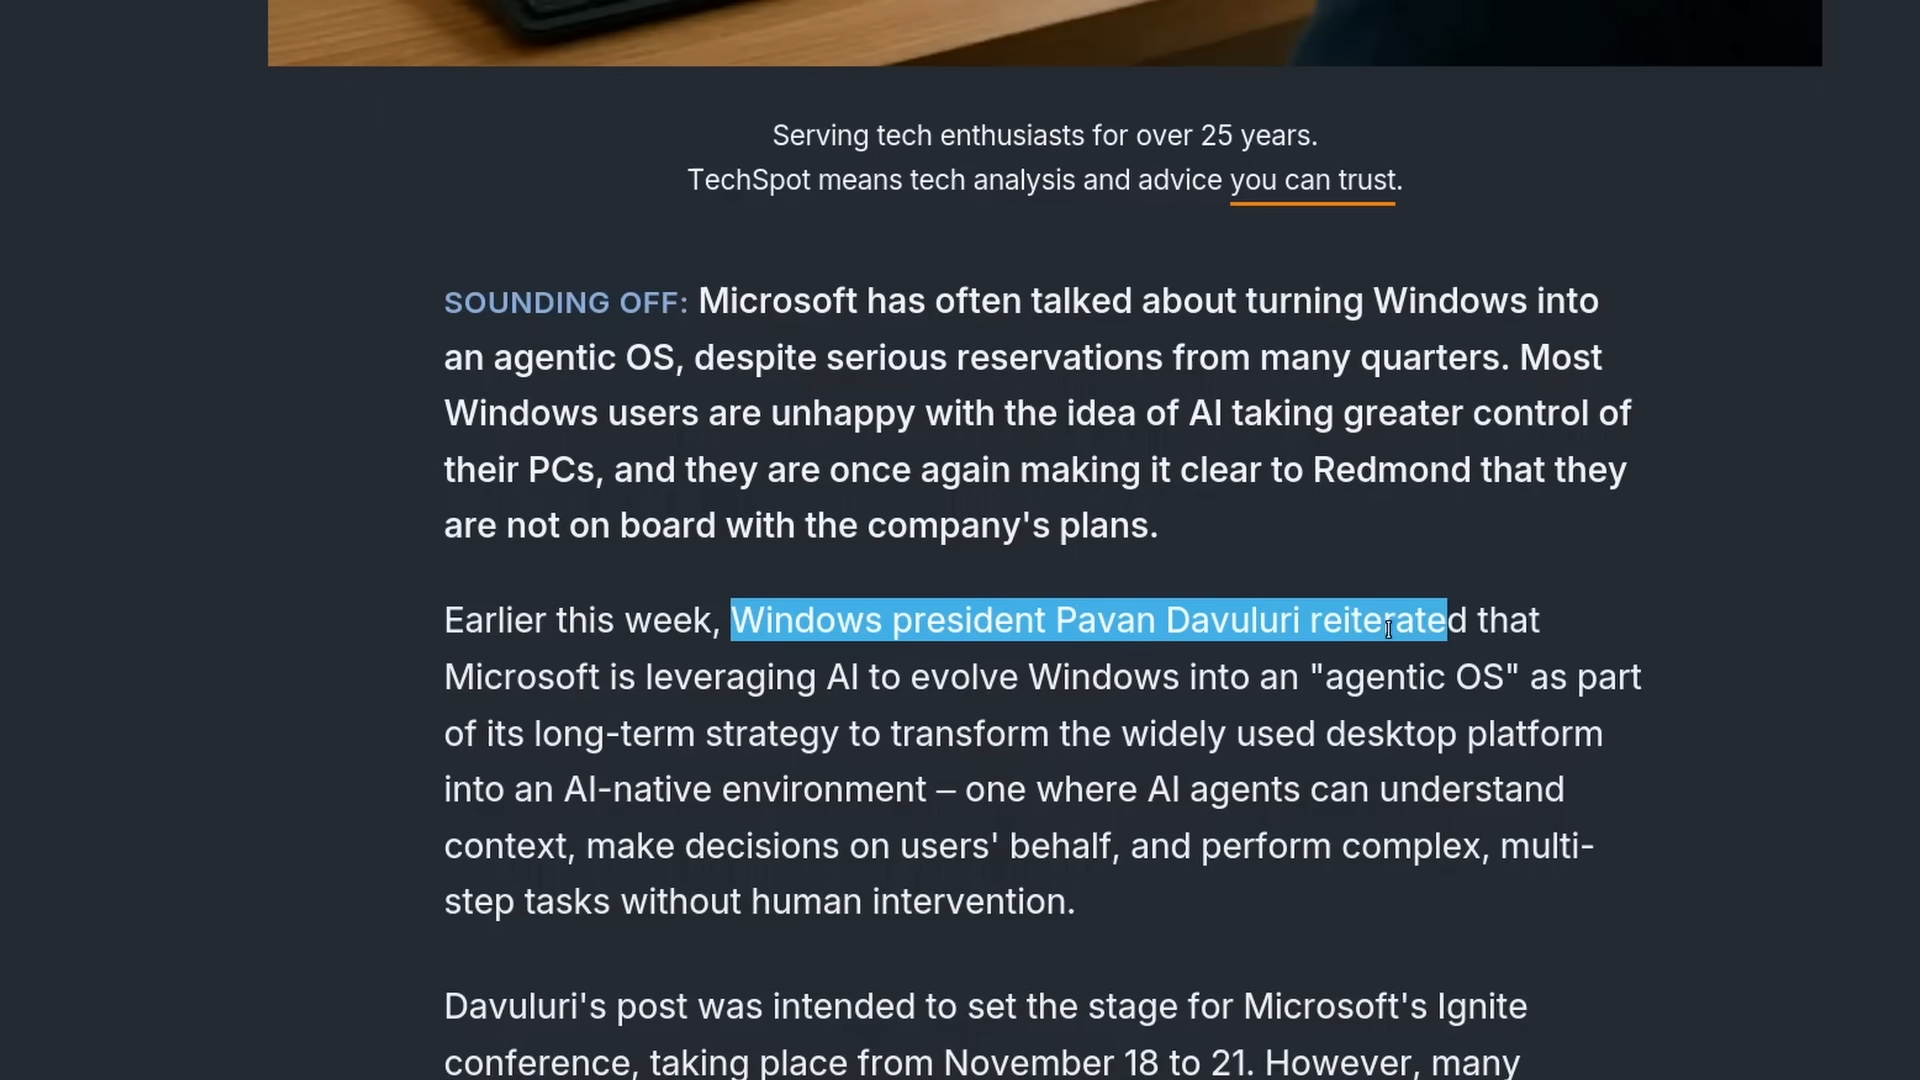 Serving tech enthusiasts for over 25 years.
TechSpot means tech analysis and advice you can trust.
SOUNDING OFF: Microsoft has often talked about turning Windows into
an agentic OS, despite serious reservations from many quarters. Most
Windows users are unhappy with the idea of AI taking greater control of
their PCs, and they are once again making it clear to Redmond that they
are not on board with the company's plans.
Earlier this week, Windows president Pavan Davuluri reiterated that
Microsoft is leveraging AI to evolve Windows into an "agentic OS" as part
of its long-term strategy to transform the widely used desktop platform
into an AI-native environment – one where AI agents can understand
context, make decisions on users' behalf, and perform complex, multi-
step tasks without human intervention.
Davuluri's post was intended to set the stage for Microsoft's Ignite
conference, taking place from November 18 to 21. However, many